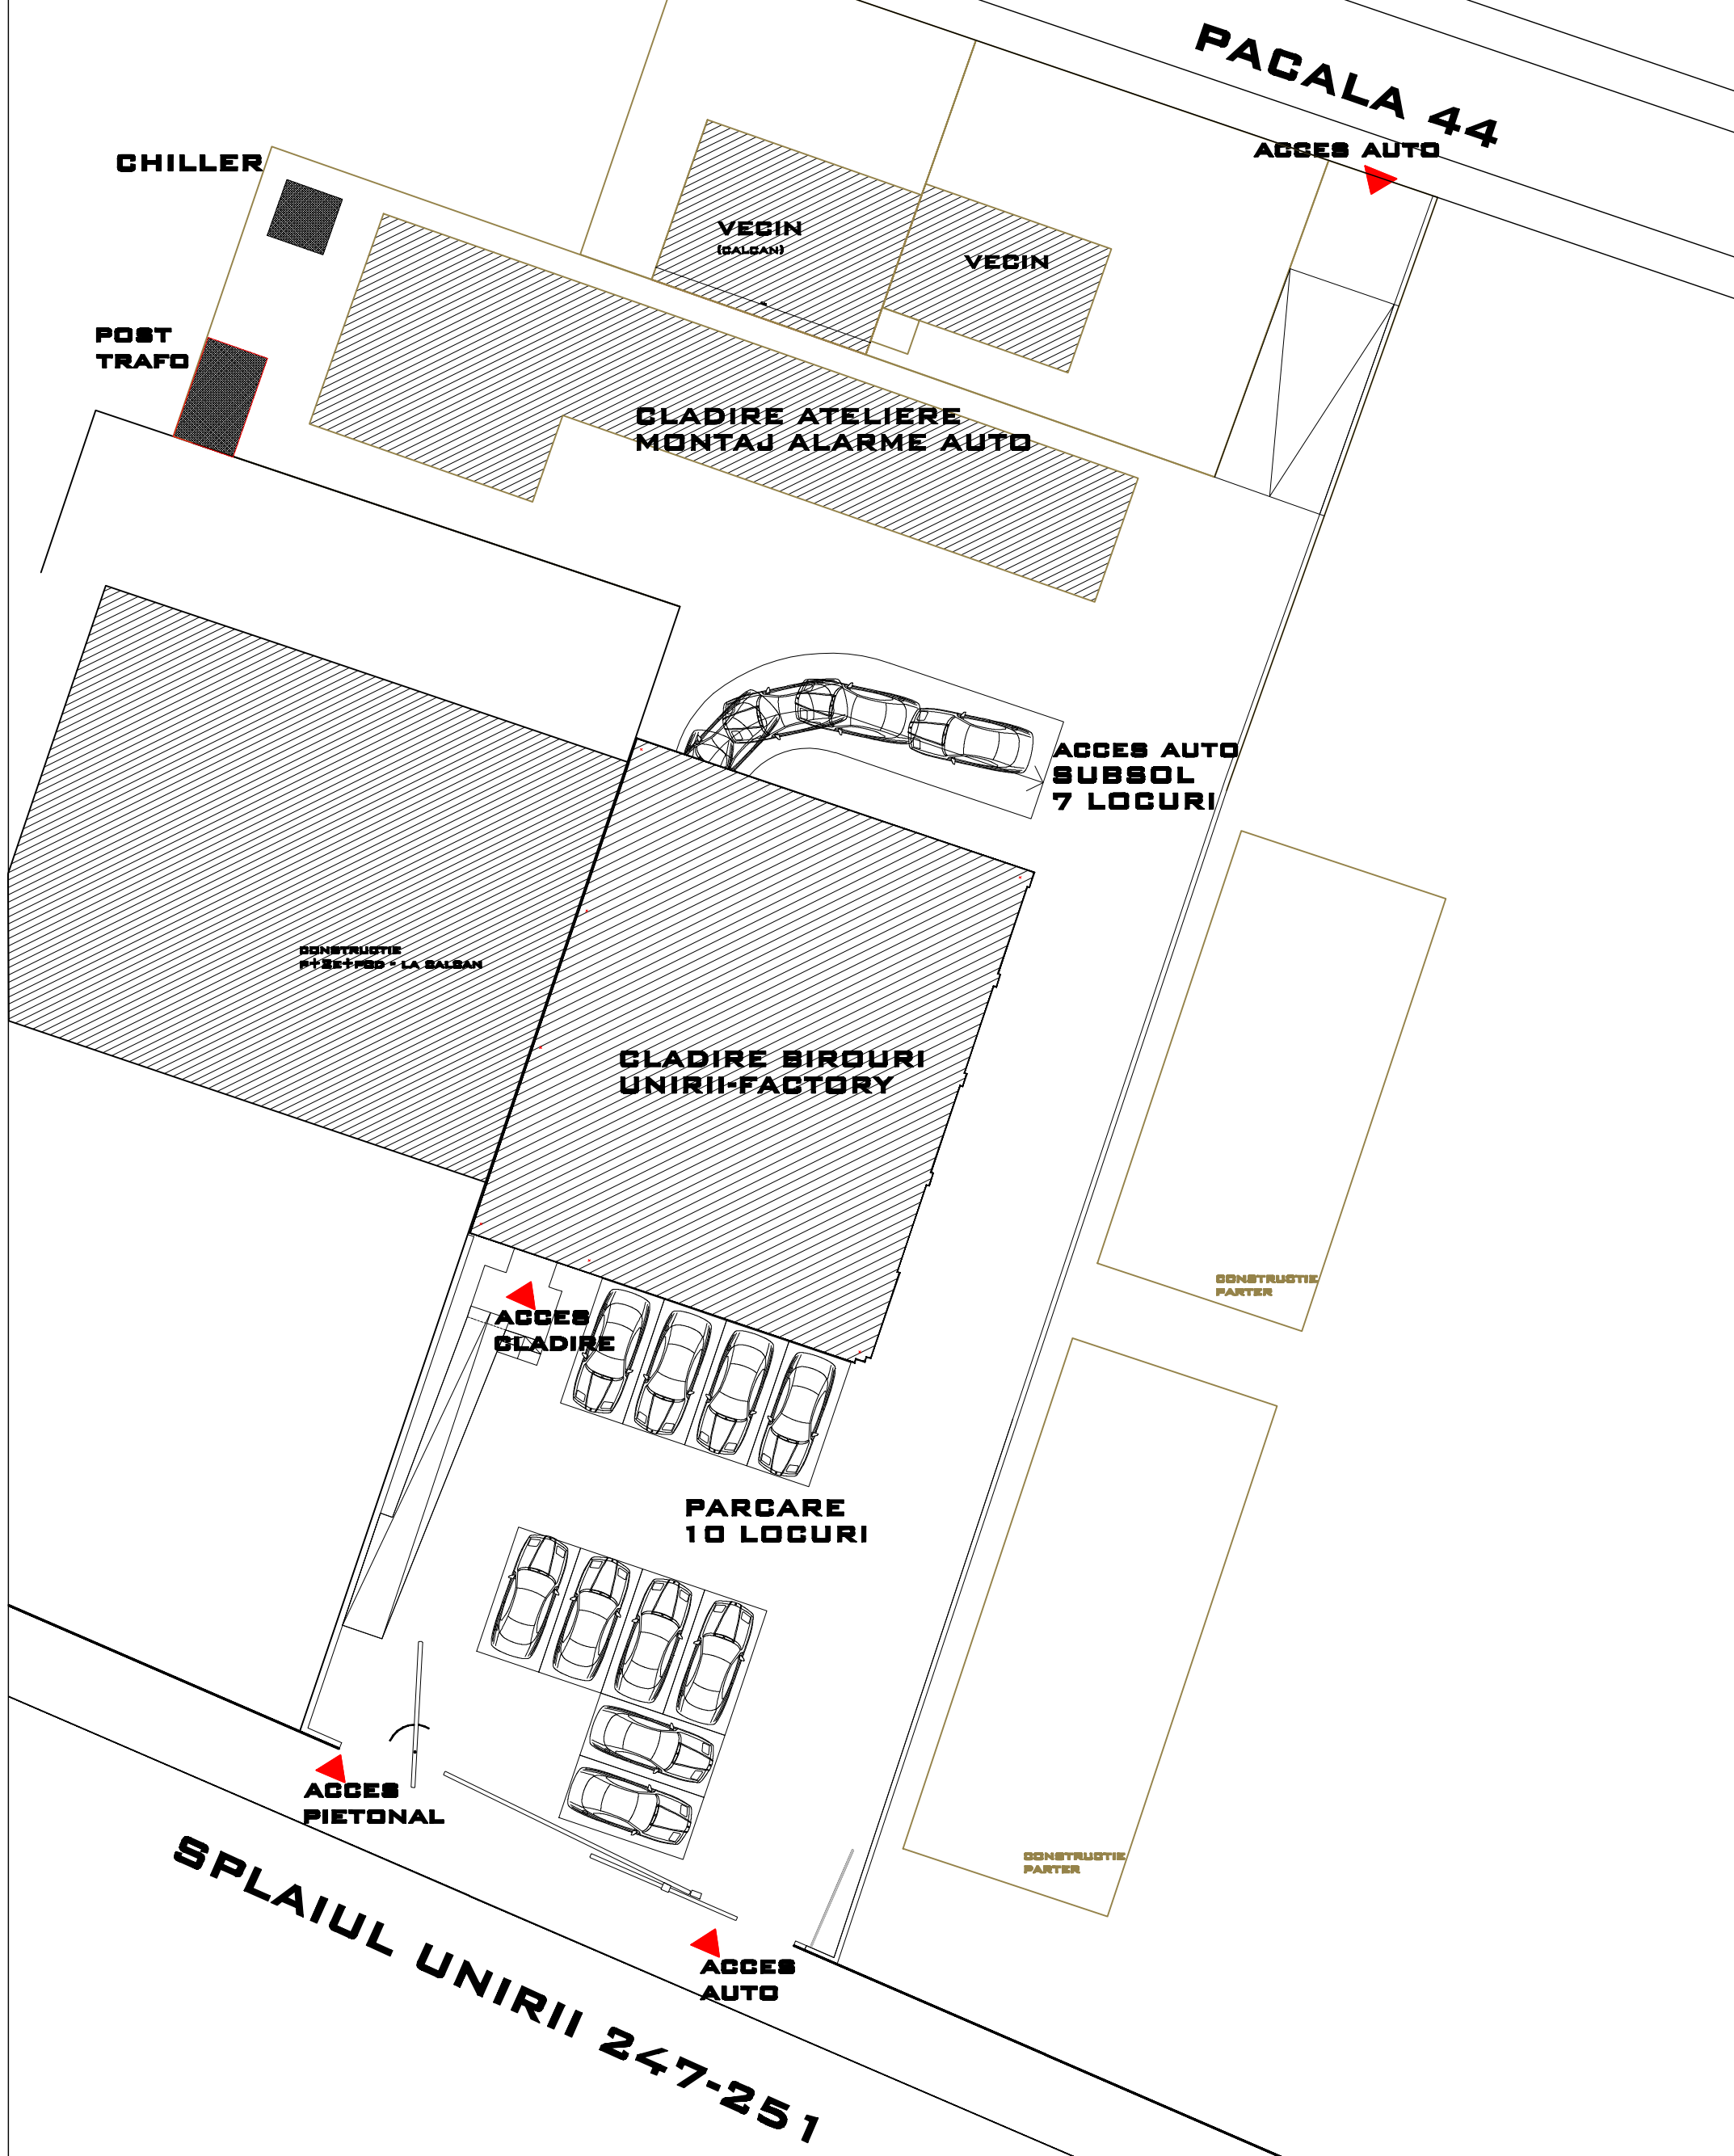 PACALA 44
ACCES AUTO
CHILLER
VECIN
(CALCAN)
VECIN
POST
TRAFO
CLADIRE ATELIERE
MONTAJ ALARME AUTO
ACCES AUTO
SUBSOL
7 LOCURI
CONSTRUCTIE
P+2E+POD - LA CALCAN
CLADIRE BIROURI
UNIRII-FACTORY
CONSTRUCTIE
PARTER
ACCES
CLADIRE
PARCARE
10 LOCURI
ACCES
PIETONAL
CONSTRUCTIE
PARTER
ACCES
AUTO
SPLAIUL UNIRII 247-251